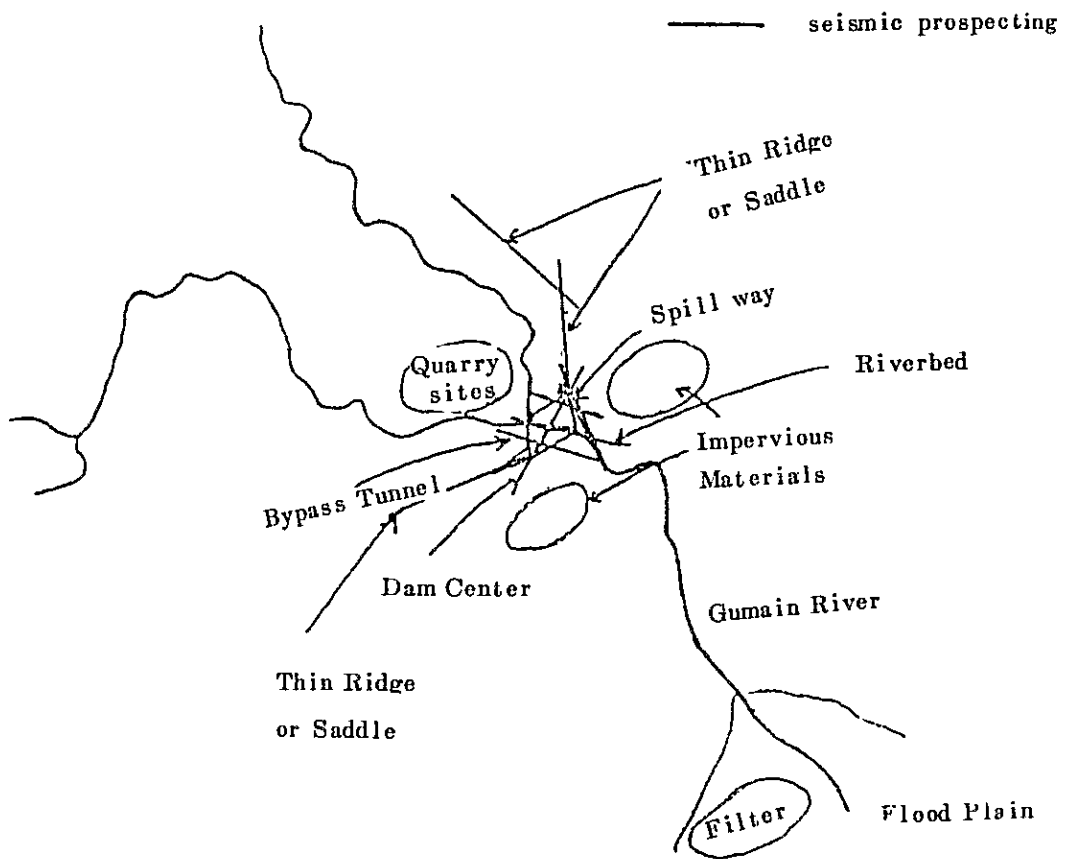 seismic prospecting
Thin Ridge
or Saddle
Spill way
Quarry
sites
Riverbed
Impervious
Materials
Bypass Tunnel
Dam Center
Gumain River
Thin Ridge
or Saddle
Filter
Flood Plain